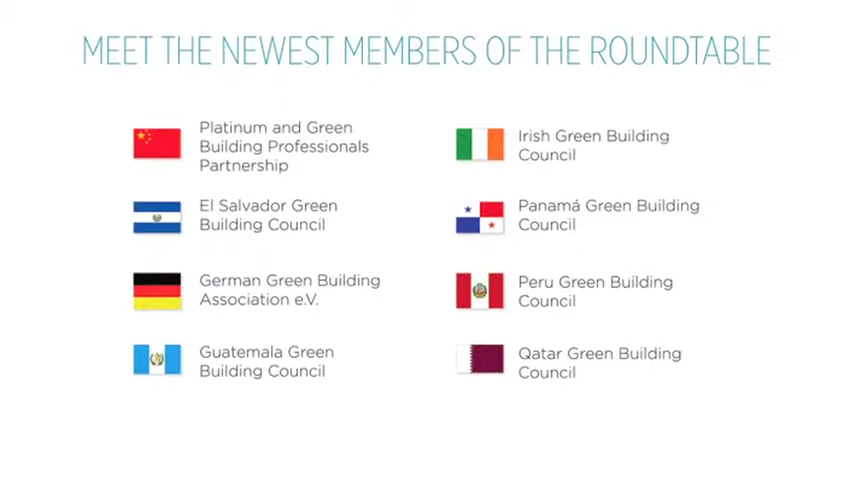 MEET THE NEWEST MEMBERS OF THE ROUNDTABLE
Platinum and Green
Building Professionals
Partnership
El Salvador Green
Building Council
German Green Building
Association e.V.
Guatemala Green
Building Council
Irish Green Building
Council
Panamá Green Building
Council
Peru Green Building
Council
Qatar Green Building
Council